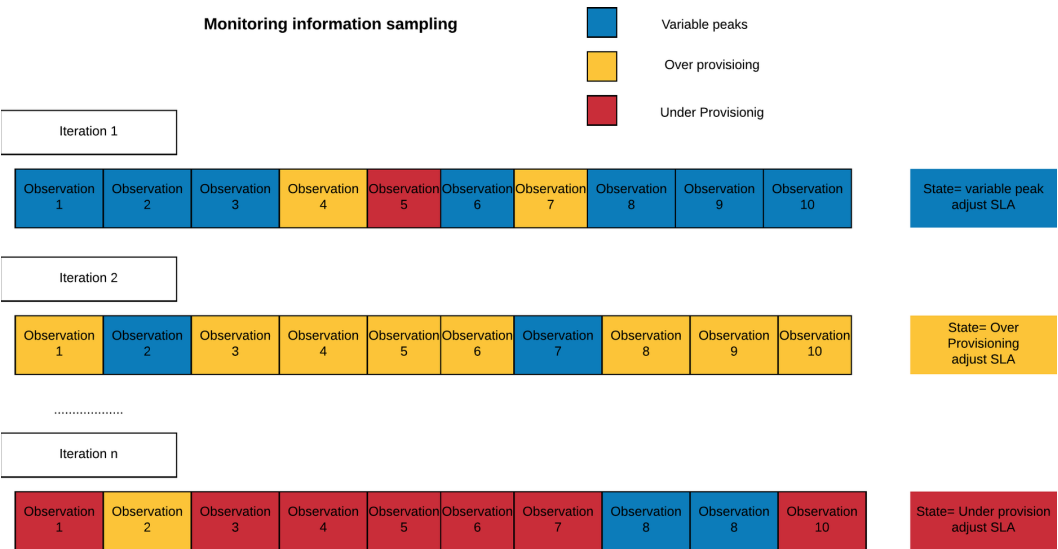 Monitoring information sampling
Variable peaks
Over provisioing
Under Provisionig
Iteration 1
Observation
1
Observation
2
Observation
3
Observation
4
Observation
5
Observation
6
Observation
7
Observation
8
Observation
9
Observation
10
State= variable peak
adjust SLA
Iteration 2
Observation
1
Observation
2
Observation
3
Observation
4
Observation
5
Observation
6
Observation
7
Observation
8
Observation
9
Observation
10
State= Over
Provisioning
adjust SLA
...................
Iteration n
Observation
1
Observation
2
Observation
3
Observation
4
Observation
5
Observation
6
Observation
7
Observation
8
Observation
8
Observation
10
State= Under provision
adjust SLA